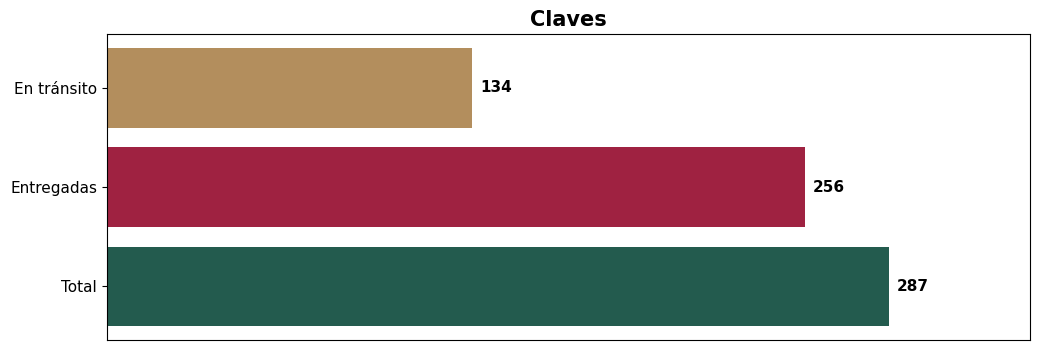 Claves
En tránsito 134
Entregadas 256
Total 287